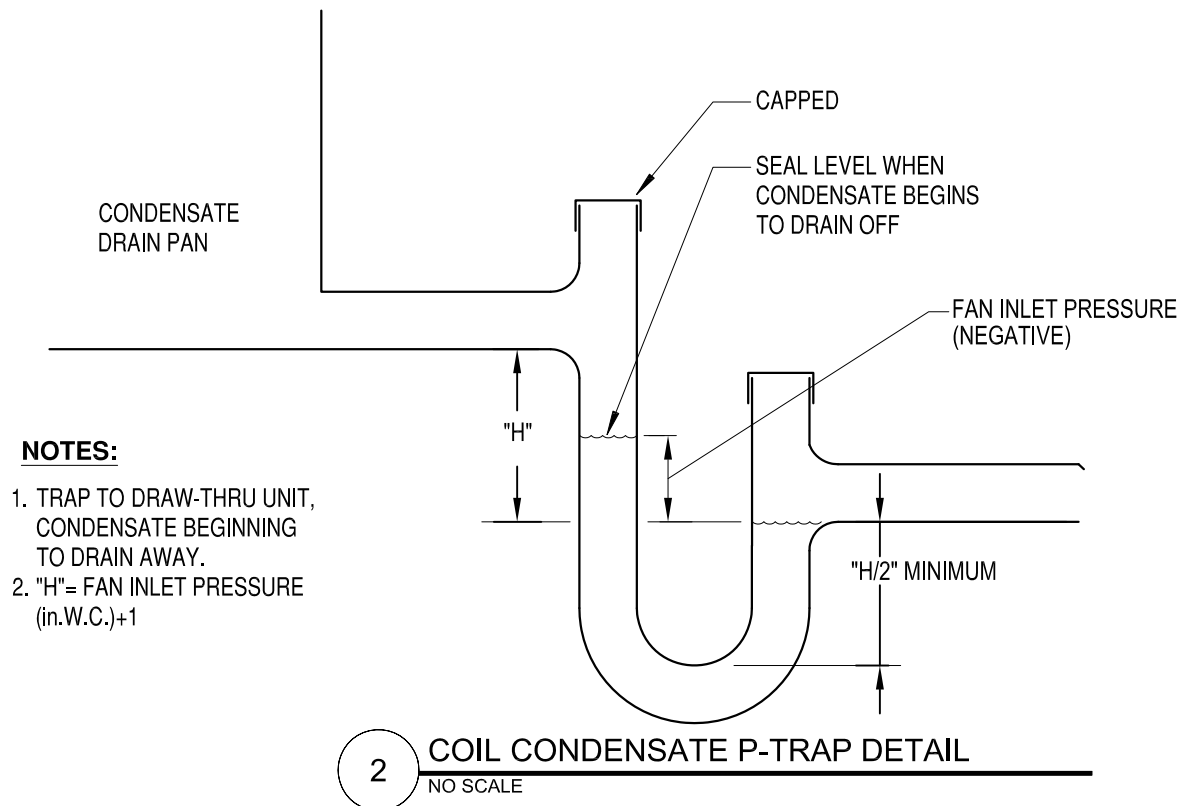 CAPPED
SEAL LEVEL WHEN
CONDENSATE BEGINS
TO DRAIN OFF
CONDENSATE
DRAIN PAN
FAN INLET PRESSURE
(NEGATIVE)
"H"
NOTES:
1. TRAP TO DRAW-THRU UNIT,
CONDENSATE BEGINNING
TO DRAIN AWAY.
2. "H"= FAN INLET PRESSURE
(in.W.C.)+1
"H/2" MINIMUM
2
COIL CONDENSATE P-TRAP DETAIL
NO SCALE